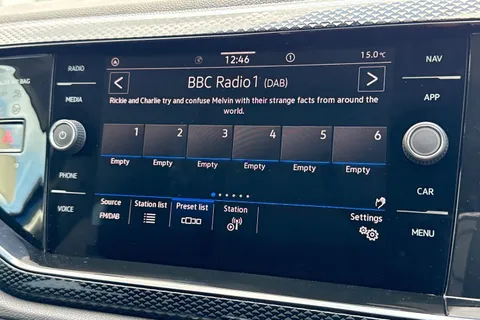 12:46
15.0°C
RADIO
NAV
BBC Radio 1 (DAB)
AIR BAG
MEDIA
APP
Rickie and Charlie try and confuse Melvin with their strange facts from around the
world.
1 2 3 4 5 6
Empty Empty Empty Empty Empty Empty
PHONE
CAR
Source Station list Preset list Station Settings
FM/DAB
VOICE
MENU